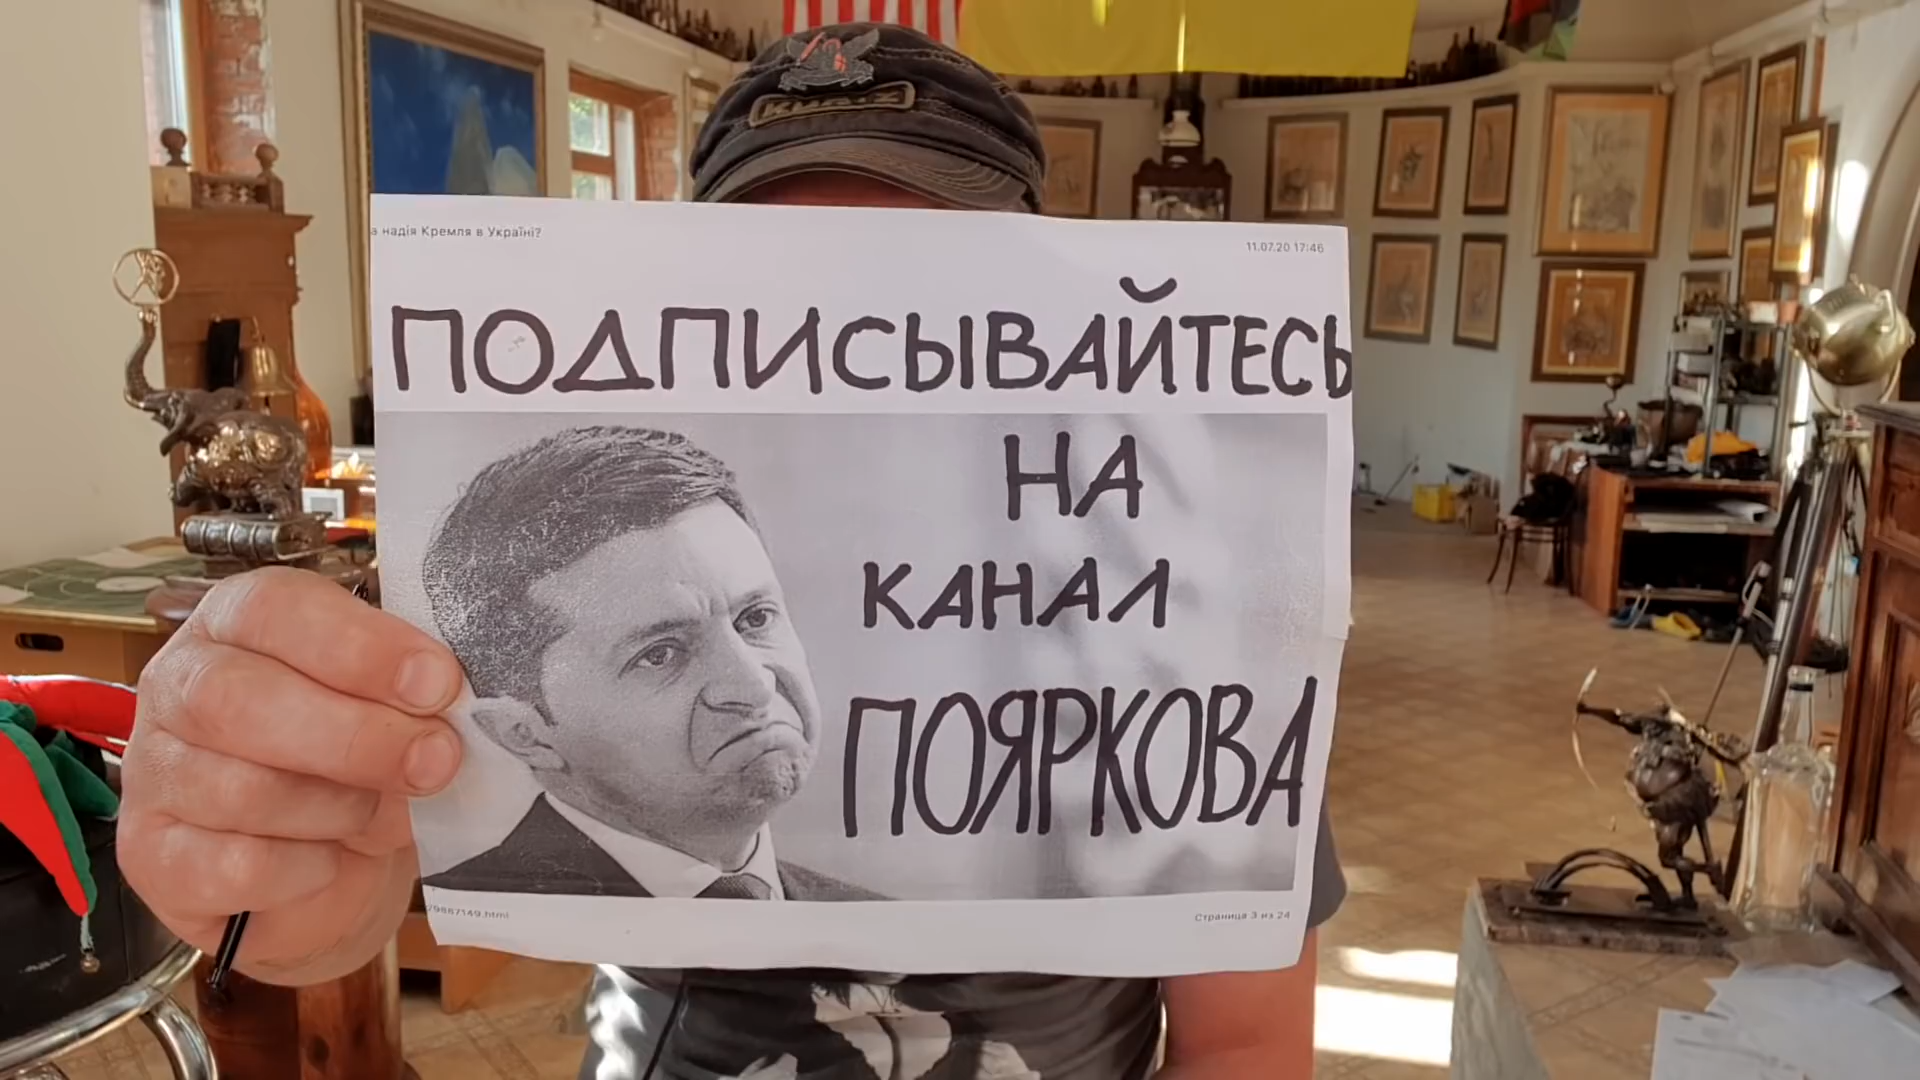 а надія Кремля в Україні?
11.07.20 17:46
ПОДПИСЫВАЙТЕСЬ
НА
КАНАЛ
ПОЯРКОВА
79887149.html
Страница 3 из 24